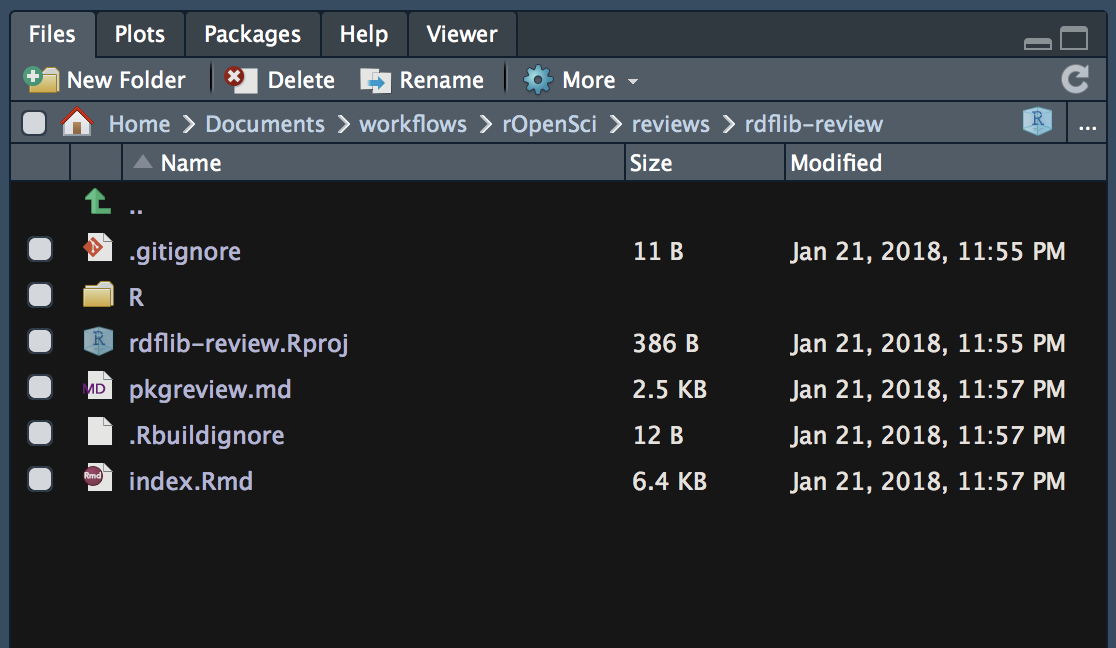 Files Plots Packages Help Viewer
New Folder Delete Rename More
Home Documents workflows rOpenSci reviews rdflib-review R ...
Name Size Modified
..
.gitignore 11 B Jan 21, 2018, 11:55 PM
R
R rdflib-review.Rproj 386 B Jan 21, 2018, 11:55 PM
MD pkgreview.md 2.5 KB Jan 21, 2018, 11:57 PM
.Rbuildignore 12 B Jan 21, 2018, 11:57 PM
Rmd index.Rmd 6.4 KB Jan 21, 2018, 11:57 PM